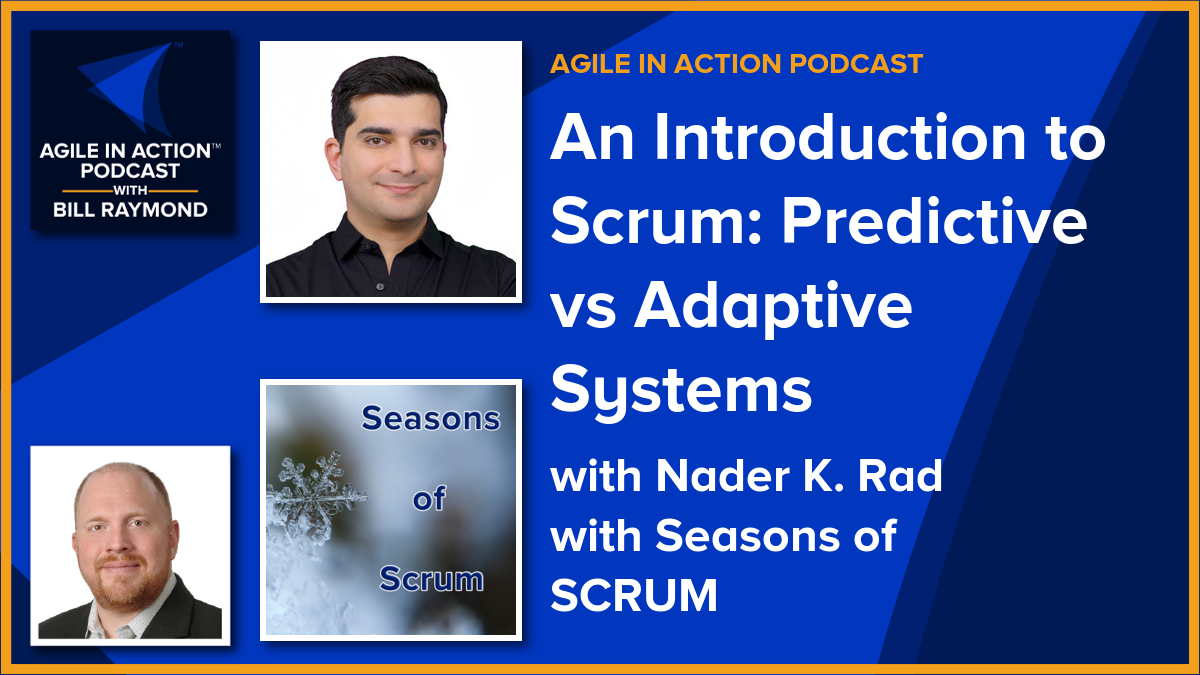 AGILE IN ACTION™
PODCAST
WITH
BILL RAYMOND
AGILE IN ACTION PODCAST
An Introduction to
Scrum: Predictive
vs Adaptive
Systems
with Nader K. Rad
with Seasons of
SCRUM
Seasons
of
Scrum
TM